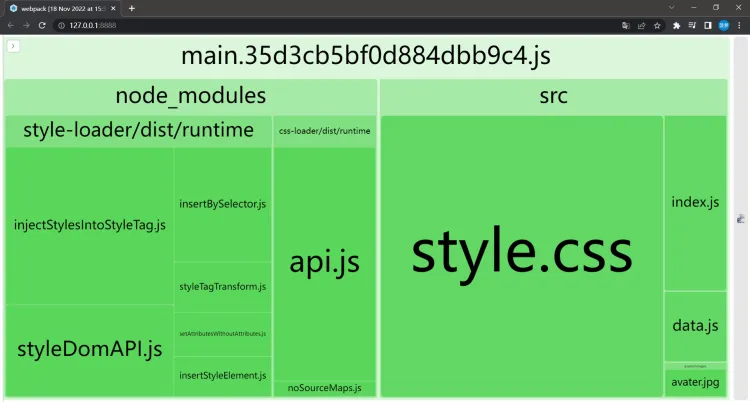 webpack [18 Nov 2022 at 15:
127.0.0.1:8888
main.35d3cb5bf0d884dbb9c4.js
node_modules
src
style-loader/dist/runtime
css-loader/dist/runtime
injectStylesIntoStyleTag.js
insertBySelector.js
styleTagTransform.js
setAttributesWithoutAttributes.js
styleDomAPI.js
insertStyleElement.js
api.js
noSourceMaps.js
style.css
index.js
data.js
avater.jpg